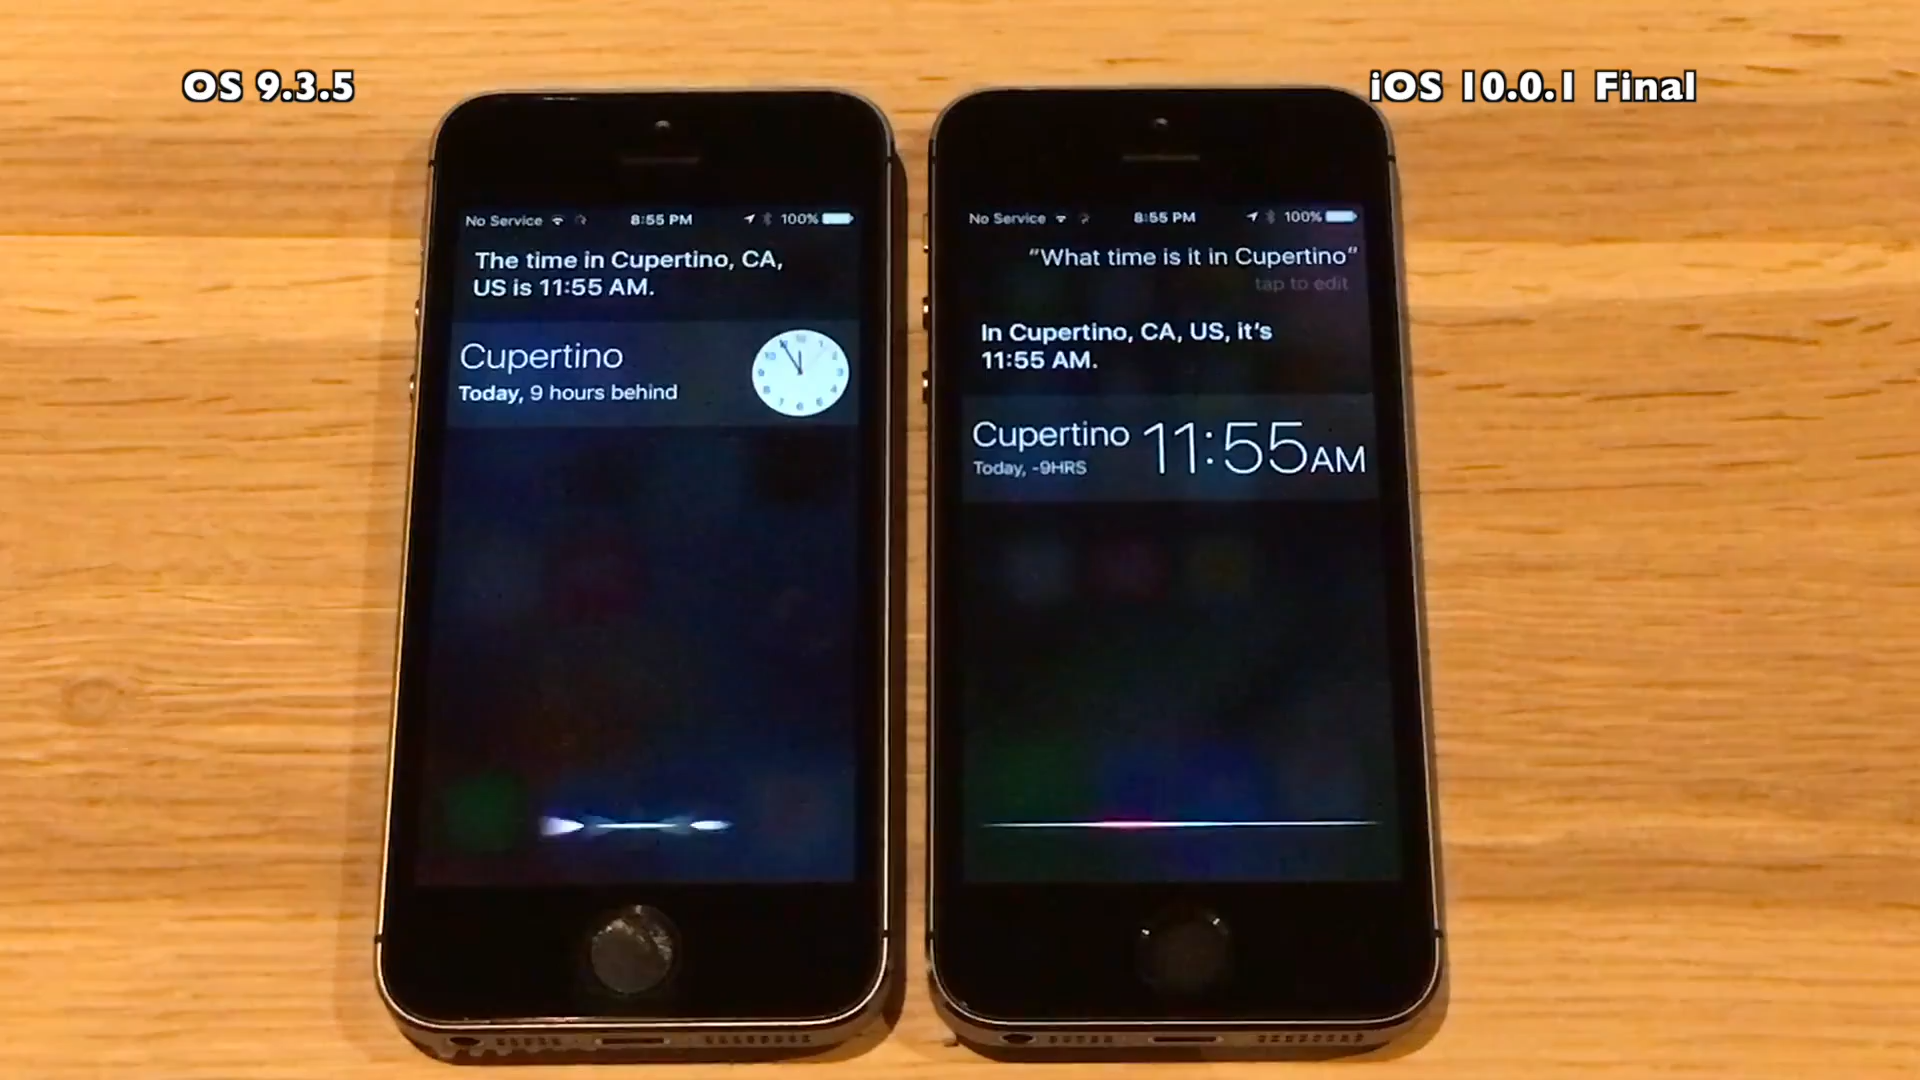 OS 9.3.5
iOS 10.0.1 Final
No Service 8:55 PM 100%
The time in Cupertino, CA,
US is 11:55 AM.
Cupertino
Today, 9 hours behind
No Service 8:55 PM 100%
“What time is it in Cupertino”
tap to edit
In Cupertino, CA, US, it’s
11:55 AM.
Cupertino 11:55AM
Today, -9HRS